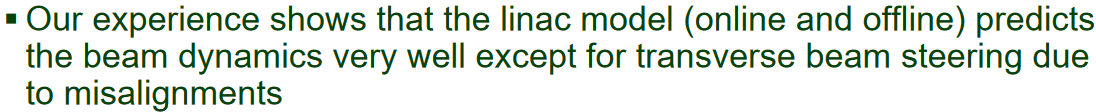 ▪ Our experience shows that the linac model (online and offline) predicts
the beam dynamics very well except for transverse beam steering due
to misalignments